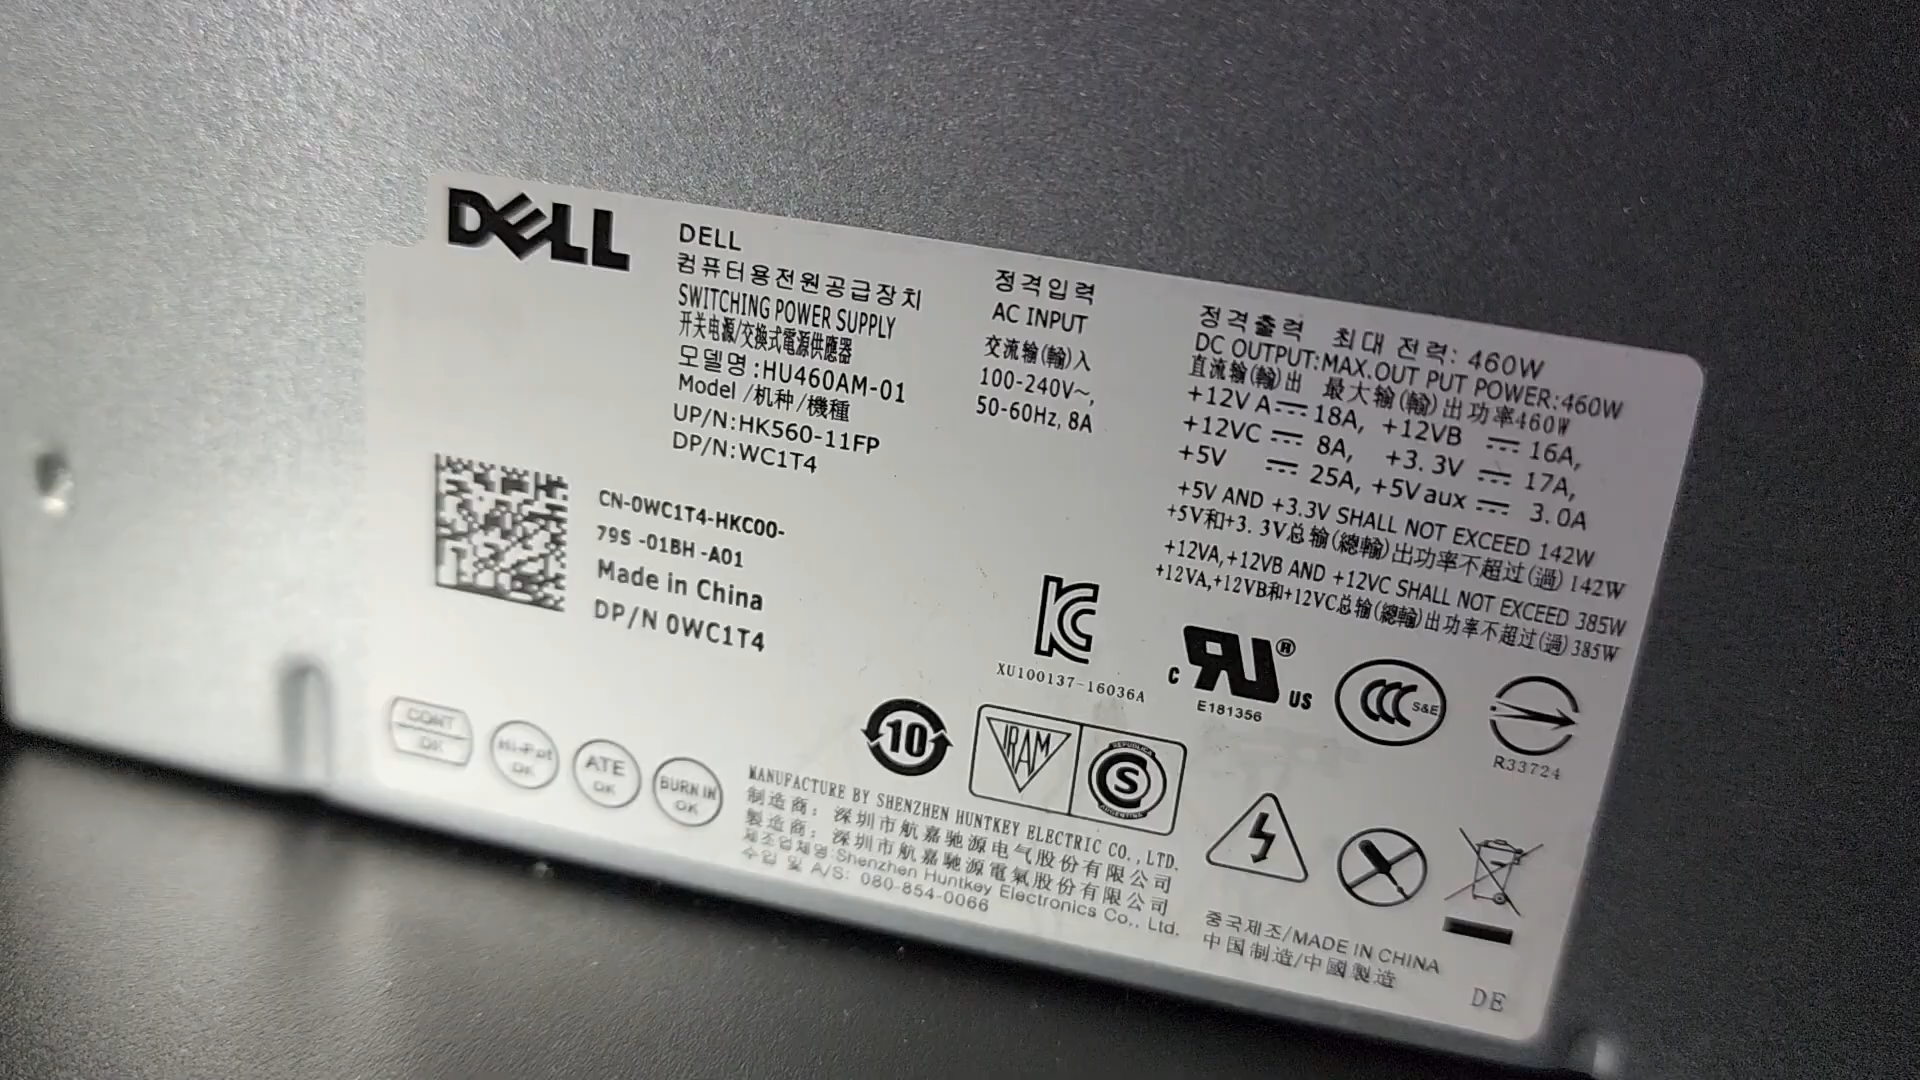 DELL
DELL
컴퓨터용전원공급장치
SWITCHING POWER SUPPLY
开关电源/交換式電源供應器
모델명:HU460AM-01
Model/机种/機種
UP/N:HK560-11FP
DP/N:WC1T4
정격입력
AC INPUT
交流输(輸)入
100-240V~,
50-60Hz, 8A
정격출력 최대 전력: 460W
DC OUTPUT:MAX.OUT PUT POWER:460W
直流输(輸)出 最大输(輸)出功率460W
+12VA⎓18A, +12VB ⎓ 16A,
+12VC ⎓ 8A, +3.3V ⎓ 17A,
+5V ⎓ 25A, +5Vaux ⎓ 3.0A
+5V AND +3.3V SHALL NOT EXCEED 142W
+5V和+3.3V总输(總輸)出功率不超过(過)142W
+12VA,+12VB AND +12VC SHALL NOT EXCEED 385W
+12VA,+12VB和+12VC总输(總輸)出功率不超过(過)385W
CN-0WC1T4-HKC00-
79S -01BH -A01
Made in China
DP/N 0WC1T4
XU100137-16036A
c RU ® US
E181356
CCC S&E
R33724
CONT OK
Hi-Pot OK
ATE OK
BURN IN OK
10
IRAM
REPUBLICA S ARGENTINA
MANUFACTURE BY SHENZHEN HUNTKEY ELECTRIC CO., LTD.
制造商: 深圳市航嘉驰源电气股份有限公司
製造商: 深圳市航嘉馳源電氣股份有限公司
제조업체명:Shenzhen Huntkey Electronics Co., Ltd.
수입 및 A/S: 080-854-0066
중국제조/MADE IN CHINA
中国制造/中國製造
DE